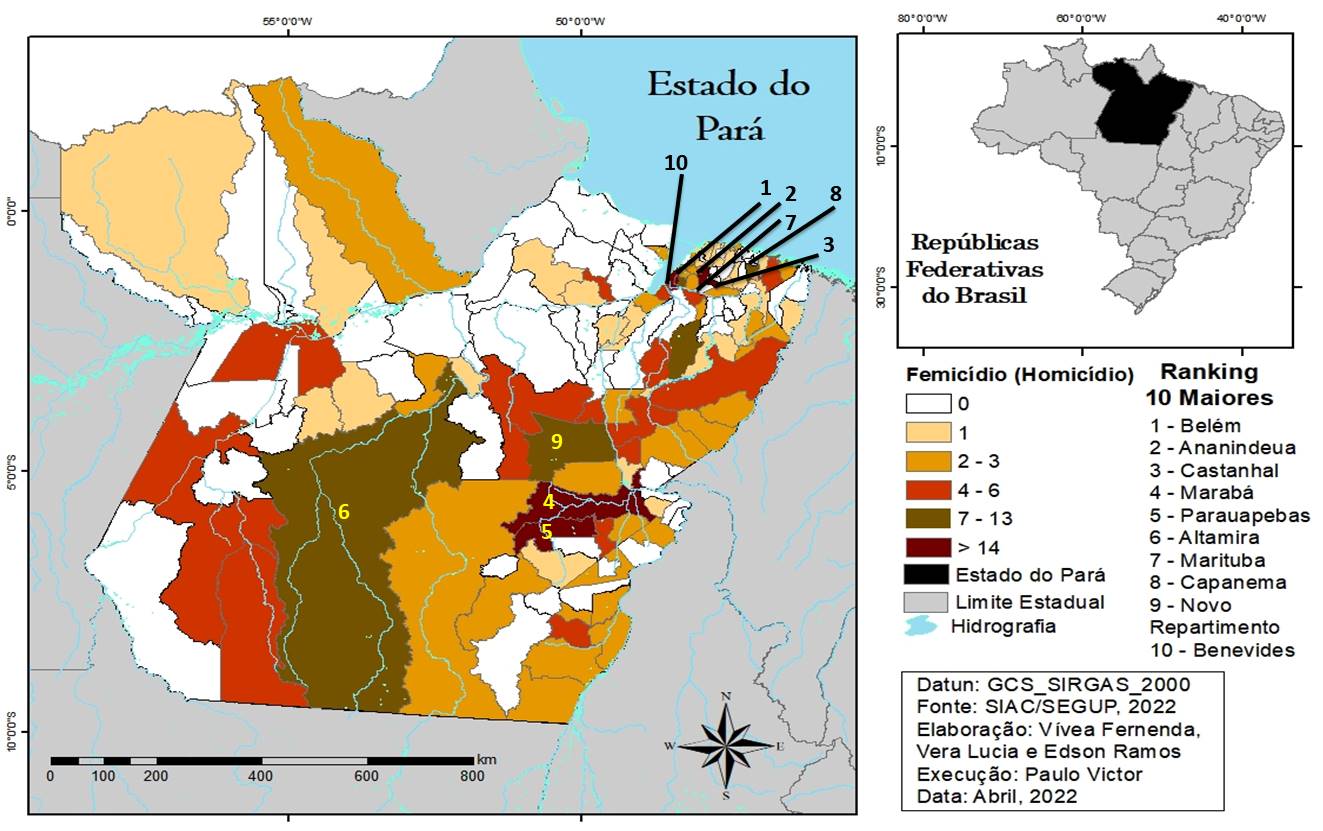 55°0'0"W
50°0'0"W
0°0'0"
5°0'0"S
10°0'0"S
Estado do
Pará
10
1
2
7
8
3
9
4
5
6
N
W
E
S
km
0
100
200
400
600
800
80°0'0"W
60°0'0"W
40°0'0"W
10°0'0"S
30°0'0"S
Repúblicas
Federativas
do Brasil
Femicídio (Homicídio)
0
1
2 - 3
4 - 6
7 - 13
> 14
Estado do Pará
Limite Estadual
Hidrografia
Ranking
10 Maiores
1 - Belém
2 - Ananindeua
3 - Castanhal
4 - Marabá
5 - Parauapebas
6 - Altamira
7 - Marituba
8 - Capanema
9 - Novo
Repartimento
10 - Benevides
Datun: GCS_SIRGAS_2000
Fonte: SIAC/SEGUP, 2022
Elaboração: Vívea Fernenda,
Vera Lucia e Edson Ramos
Execução: Paulo Victor
Data: Abril, 2022